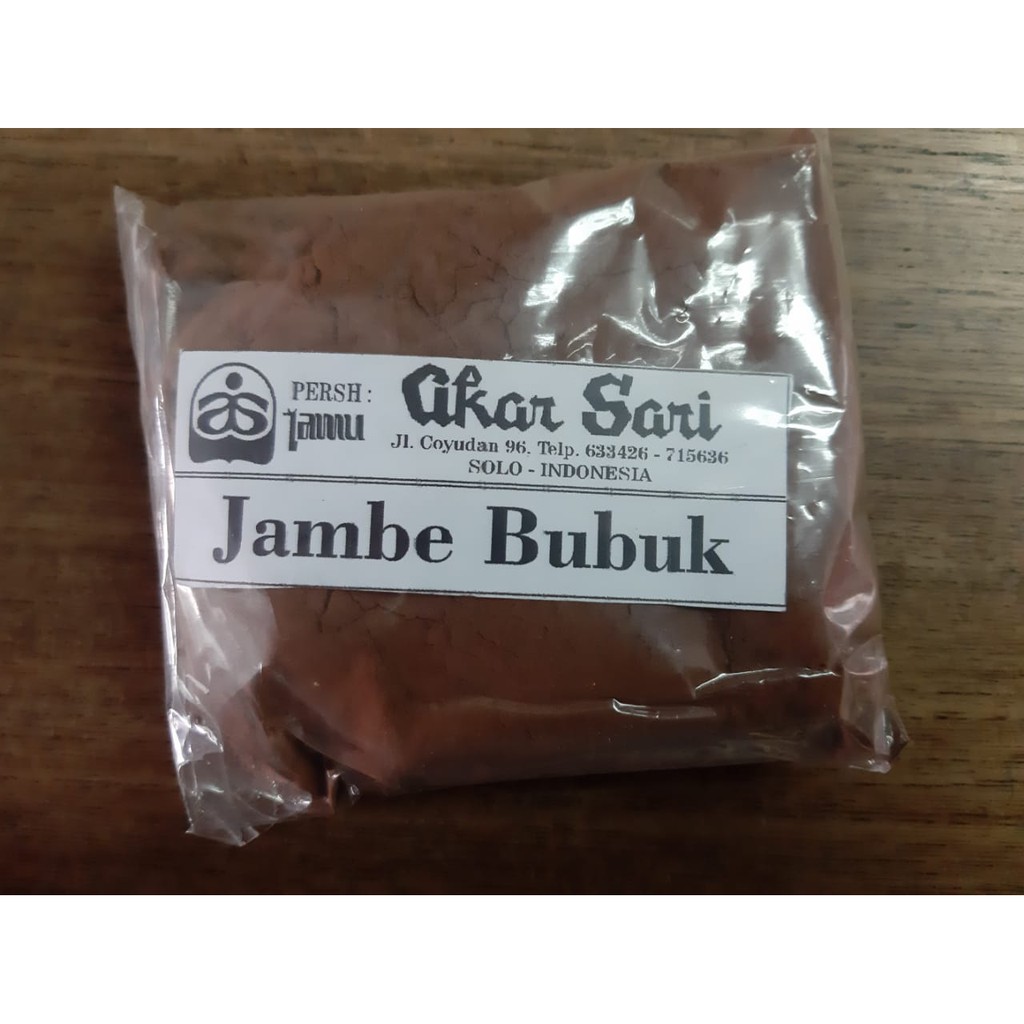 PERSH: Jamu Akar Sari
Jl. Coyudan 96. Telp. 633426 - 715636
SOLO - INDONESIA
Jambe Bubuk